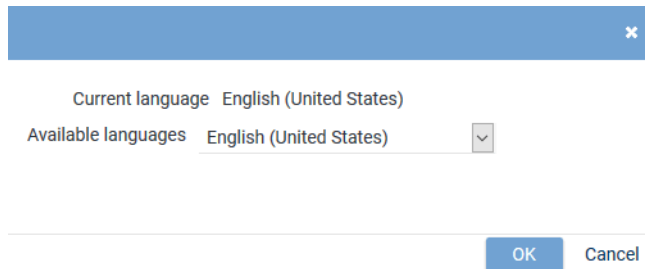 Current language English (United States)
Available languages English (United States)
OK Cancel